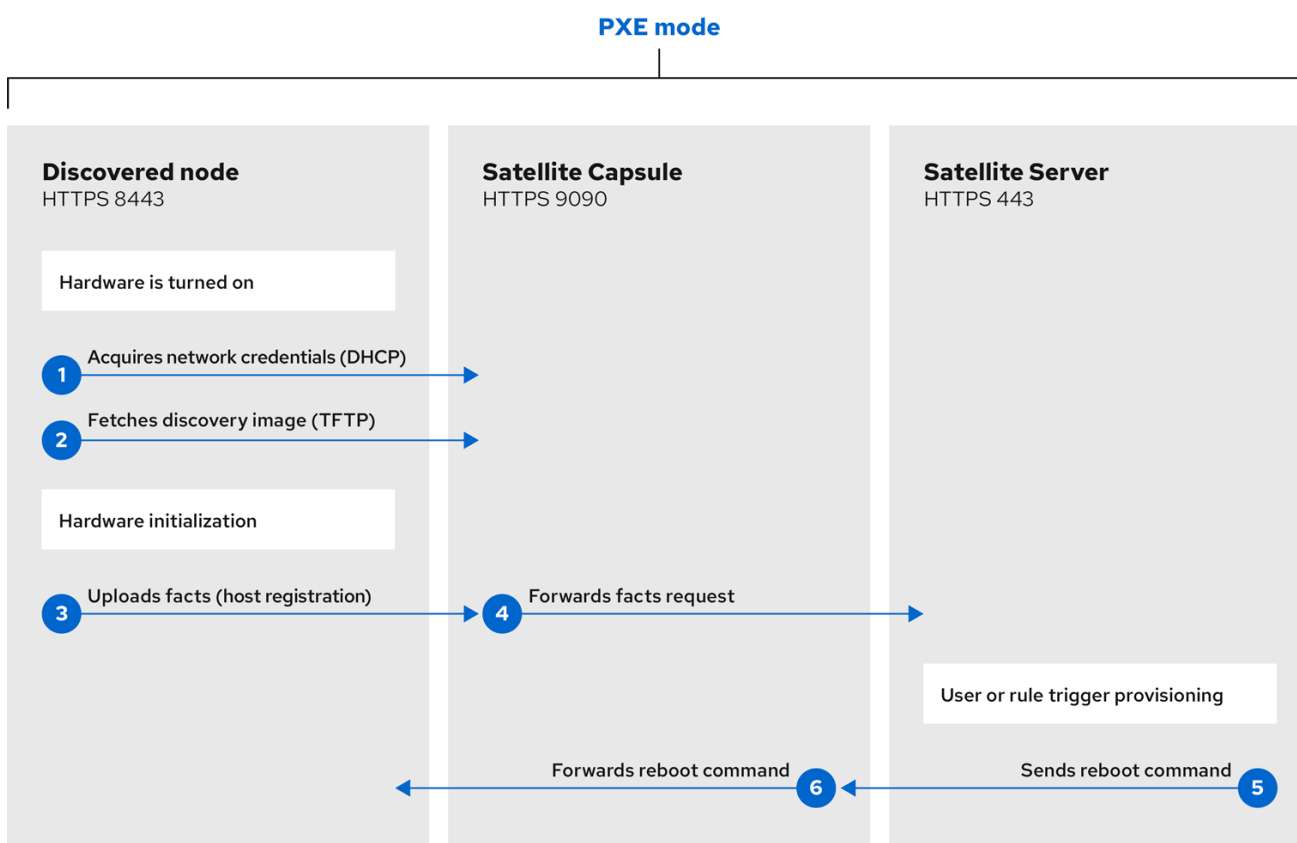 PXE mode
Discovered node
HTTPS 8443
Satellite Capsule
HTTPS 9090
Satellite Server
HTTPS 443
Hardware is turned on
1 Acquires network credentials (DHCP)
2 Fetches discovery image (TFTP)
Hardware initialization
3 Uploads facts (host registration)
4 Forwards facts request
User or rule trigger provisioning
Sends reboot command 5
Forwards reboot command 6